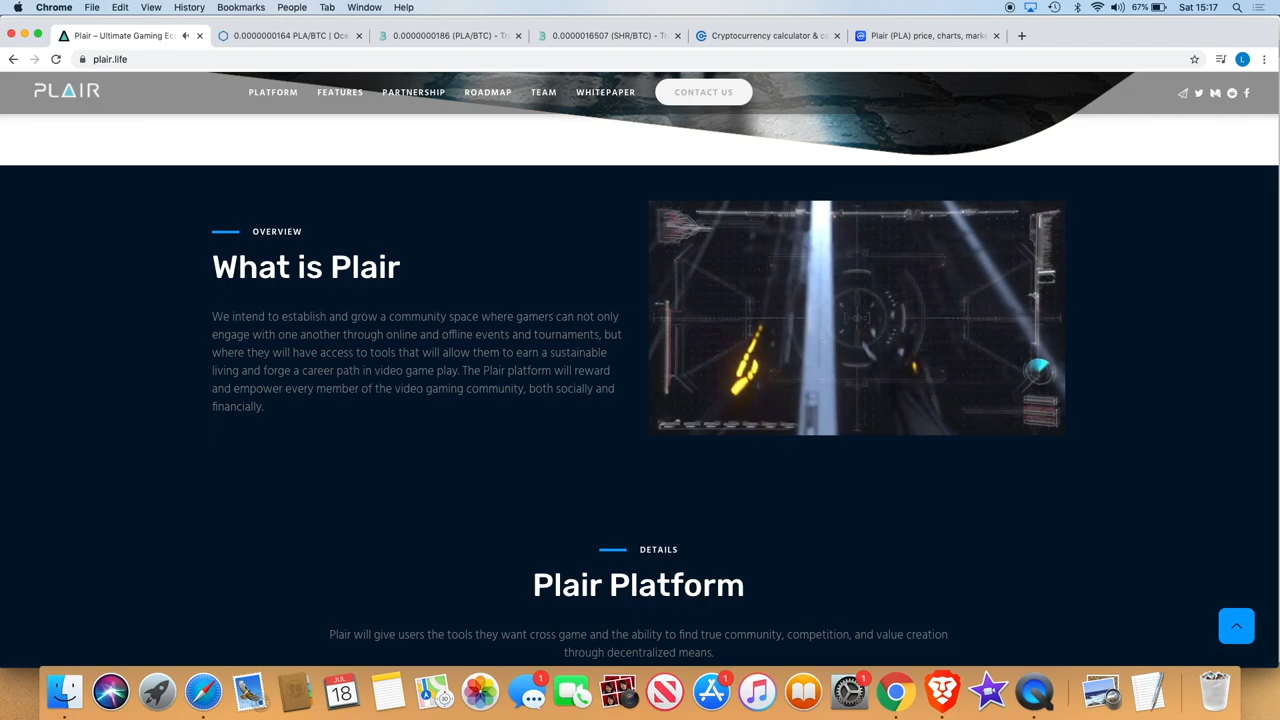 Chrome File Edit View History Bookmarks People Tab Window Help 67% Sat 15:17
Plair – Ultimate Gaming Ec 0.0000000164 PLA/BTC | Oce 0.0000000186 (PLA/BTC) - Tr 0.0000016507 (SHR/BTC) - T Cryptocurrency calculator & c Plair (PLA) price, charts, mark
plair.life L
PLAIR PLATFORM FEATURES PARTNERSHIP ROADMAP TEAM WHITEPAPER CONTACT US
OVERVIEW
What is Plair
We intend to establish and grow a community space where gamers can not only
engage with one another through online and offline events and tournaments, but
where they will have access to tools that will allow them to earn a sustainable
living and forge a career path in video game play. The Plair platform will reward
and empower every member of the video gaming community, both socially and
financially.
DETAILS
Plair Platform
Plair will give users the tools they want cross game and the ability to find true community, competition, and value creation
through decentralized means.
JUL
18
1
1
1